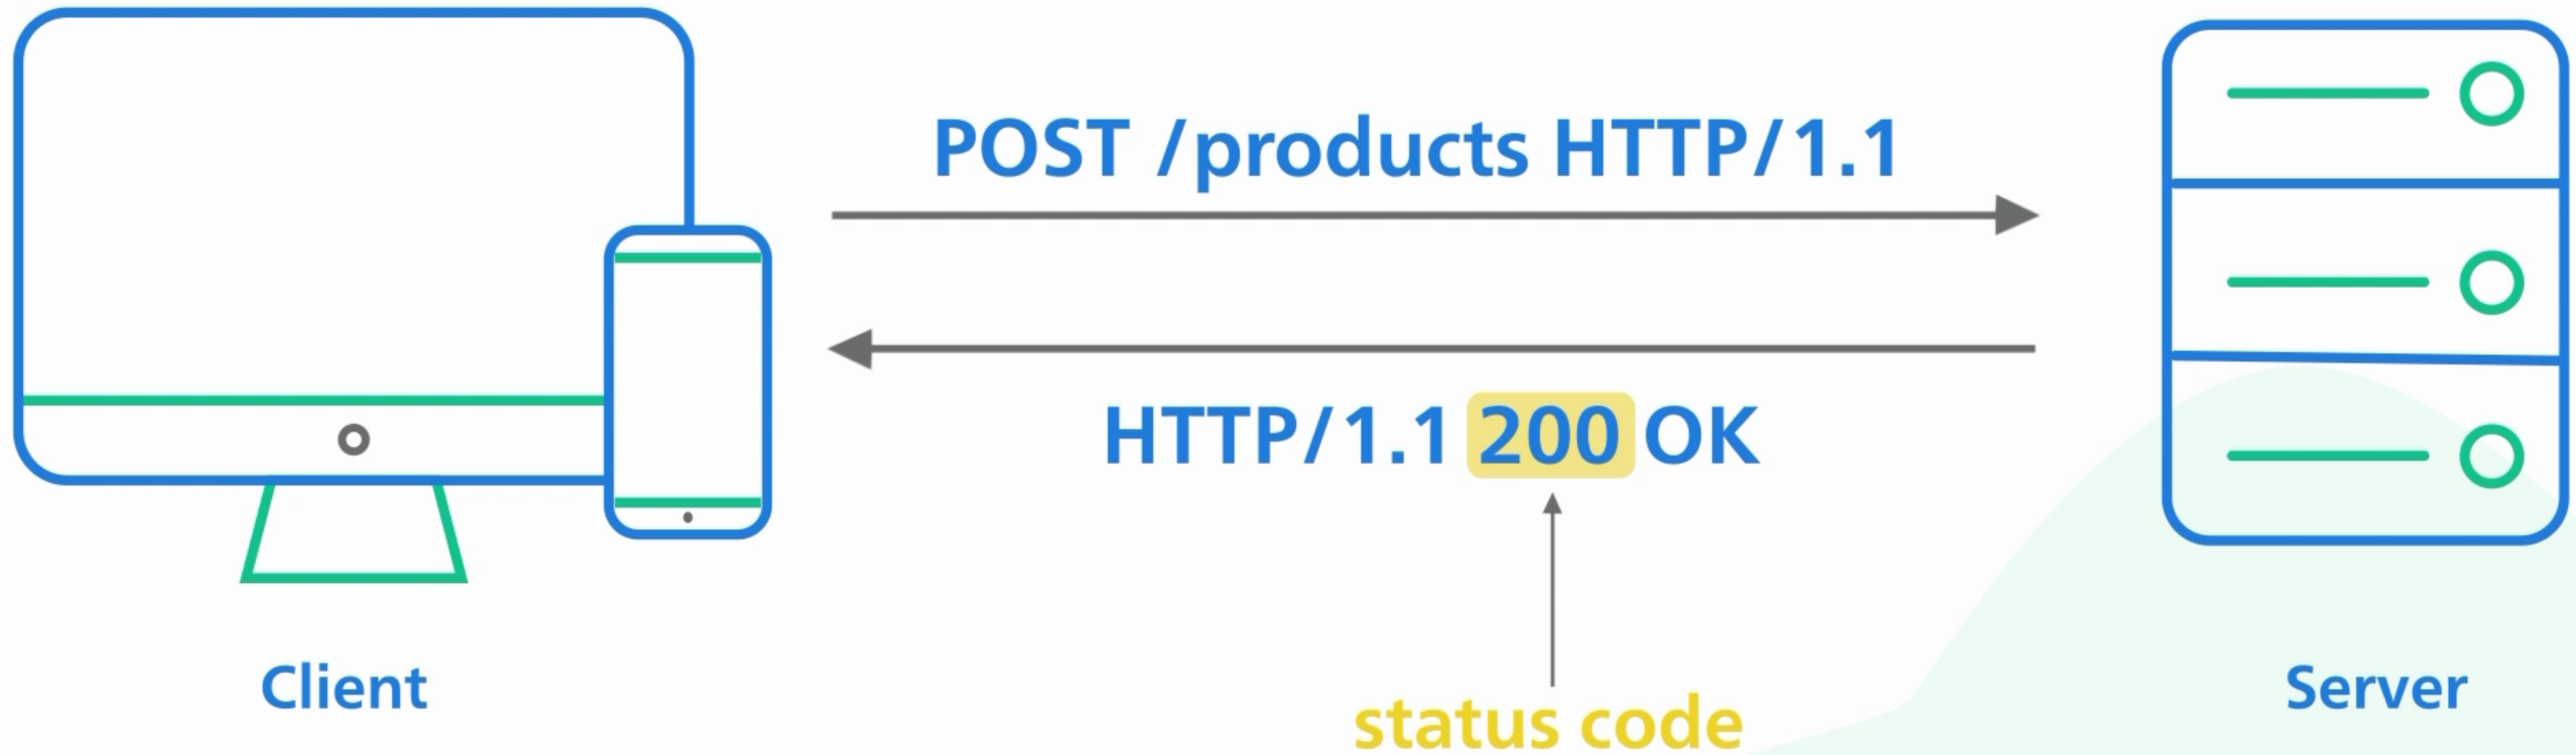 POST /products HTTP/1.1
HTTP/1.1 200 OK
Client
Server
status code